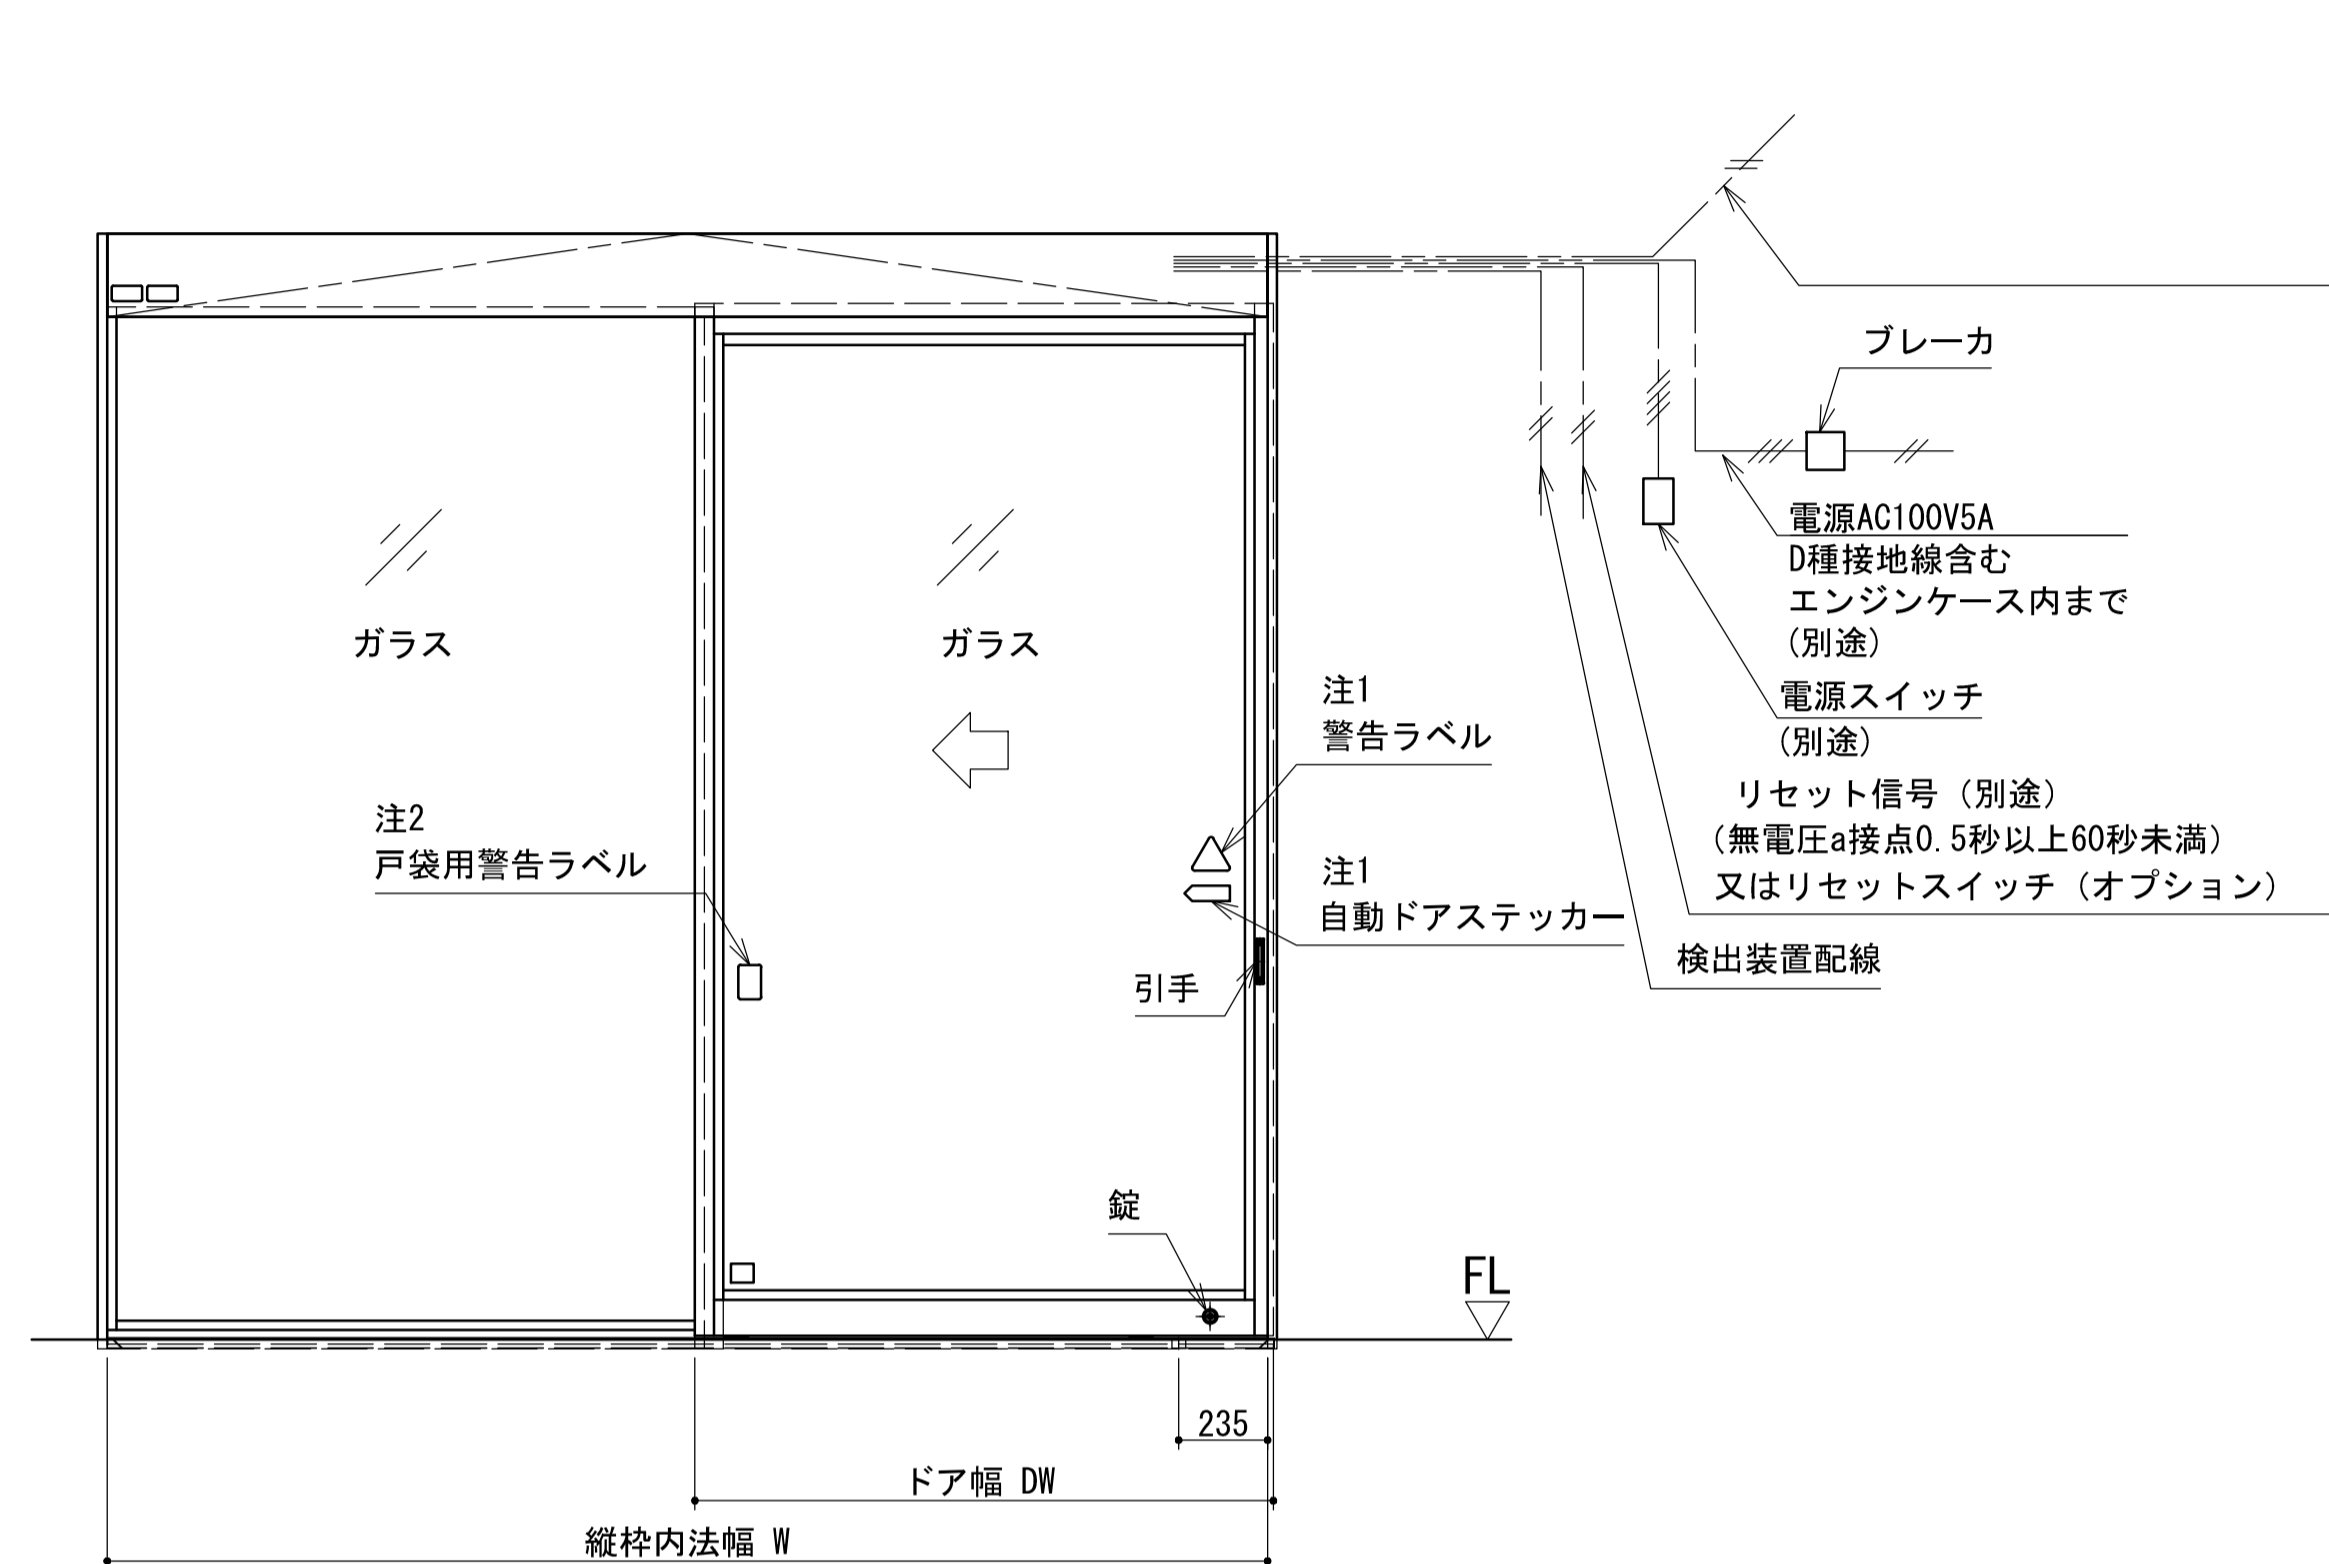 ブレーカ
電源AC100V5A
D種接地線含む
エンジンケース内まで
(別途)
電源スイッチ
(別途)
リセット信号 (別途)
(無電圧a接点0.5秒以上60秒未満)
又はリセットスイッチ (オプション)
検出装置配線
ガラス
ガラス
注1
警告ラベル
注2
戸袋用警告ラベル
注1
自動ドアステッカー
引手
錠
FL
235
ドア幅 DW
縦枠内法幅 W